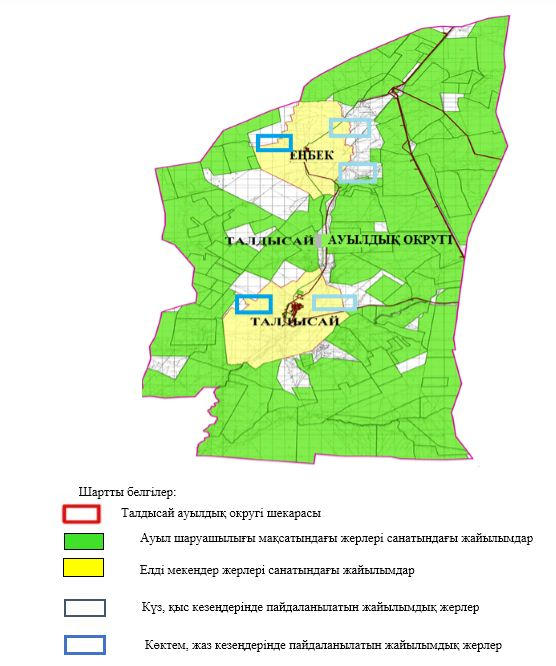 ЕҢБЕК
ТАЛДЫСАЙ АУЫЛДЫҚ ОКРУГІ
ТАЛДЫСАЙ
Шартты белгілер:
Талдысай ауылдық округі шекарасы
Ауыл шаруашылығы мақсатындағы жерлері санатындағы жайылымдар
Елді мекендер жерлері санатындағы жайылымдар
Күз, қыс кезеңдерінде пайдаланылатын жайылымдық жерлер
Көктем, жаз кезеңдерінде пайдаланылатын жайылымдық жерлер